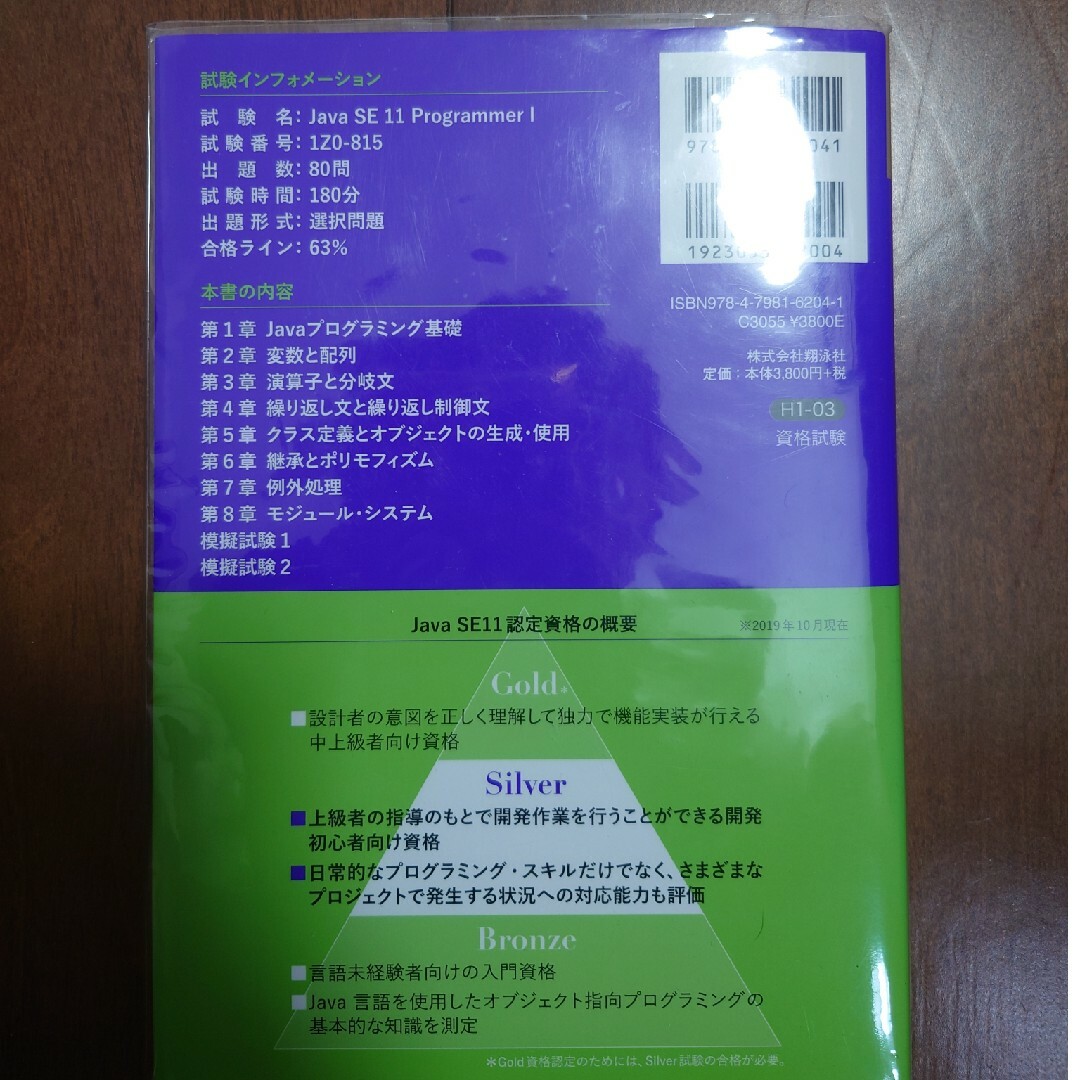 試験インフォメーション
試験名：Java SE 11 Programmer I
試験番号：1Z0-815
出題数：80問
試験時間：180分
出題形式：選択問題
合格ライン：63%
本書の内容
第1章 Javaプログラミング基礎
第2章 変数と配列
第3章 演算子と分岐文
第4章 繰り返し文と繰り返し制御文
第5章 クラス定義とオブジェクトの生成・使用
第6章 継承とポリモフィズム
第7章 例外処理
第8章 モジュール・システム
模擬試験1
模擬試験2
ISBN978-4-7981-6204-1
C3055 ¥3800E
株式会社翔泳社
定価：本体3,800円+税
H1-03
資格試験
Java SE11 認定資格の概要
※2019年10月現在
Gold*
■設計者の意図を正しく理解して独力で機能実装が行える
中上級者向け資格
Silver
■上級者の指導のもとで開発作業を行うことができる開発
初心者向け資格
■日常的なプログラミング・スキルだけでなく、さまざまな
プロジェクトで発生する状況への対応能力も評価
Bronze
■言語未経験者向けの入門資格
■Java 言語を使用したオブジェクト指向プログラミングの
基本的な知識を測定
*Gold資格認定のためには、Silver試験の合格が必要。